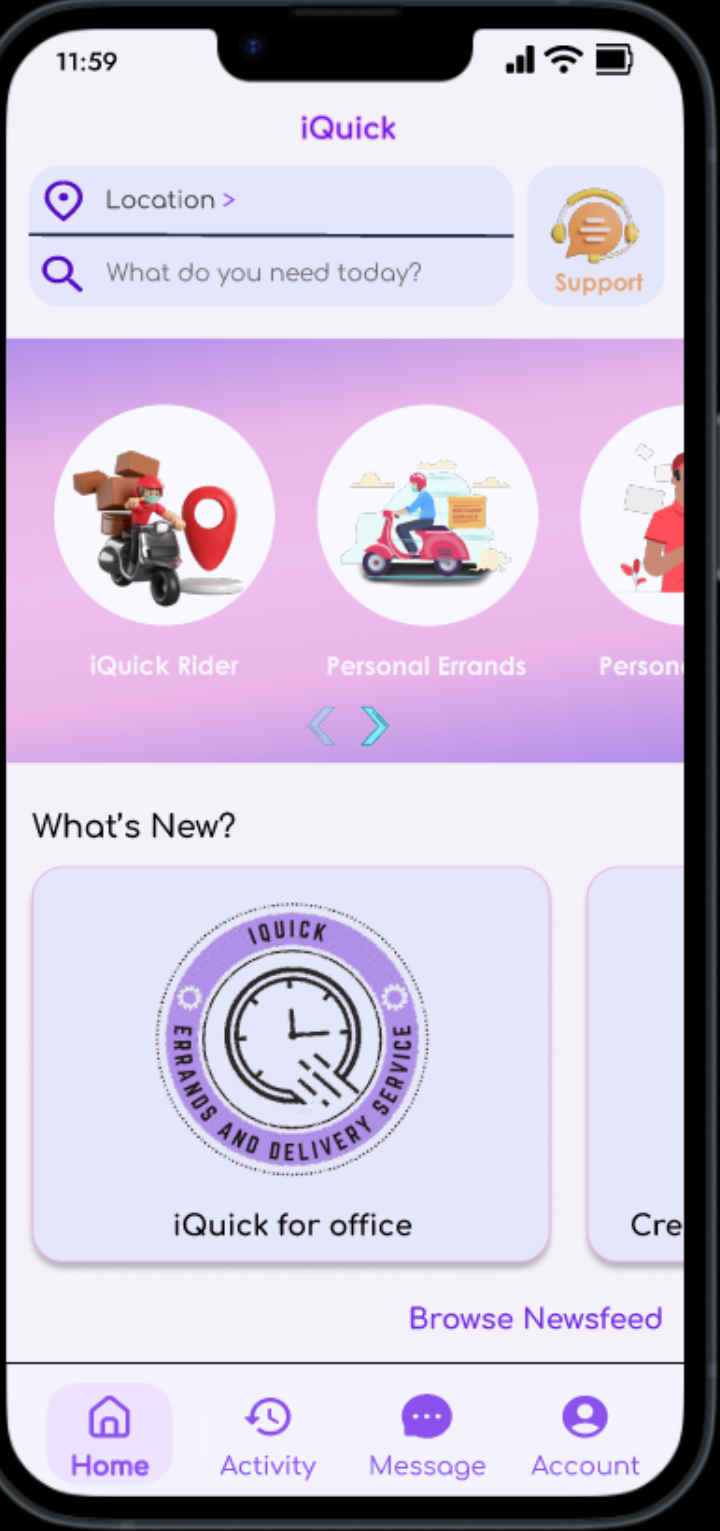 11:59
iQuick
Location >
What do you need today?
Support
iQuick Rider
Personal Errands
Person
What's New?
IQUICK
ERRANDS AND DELIVERY SERVICE
iQuick for office
Cre
Browse Newsfeed
Home
Activity
Message
Account